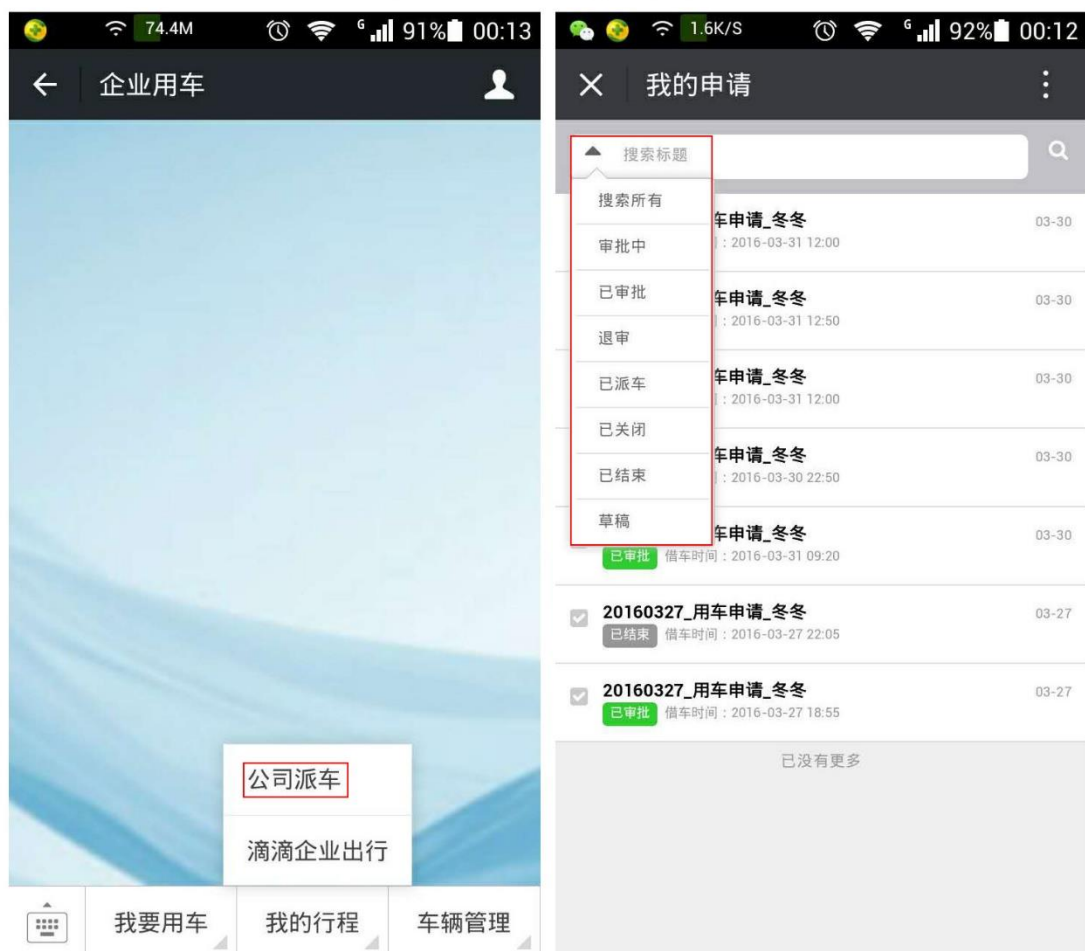 74.4M G 91% 00:13
企业用车
公司派车
滴滴企业出行
我要用车 我的行程 车辆管理
1.6K/S G 92% 00:12
我的申请
搜索标题
搜索所有
审批中
已审批
退审
已派车
已关闭
已结束
草稿
车申请_冬冬 03-30
：2016-03-31 12:00
车申请_冬冬 03-30
：2016-03-31 12:50
车申请_冬冬 03-30
：2016-03-31 12:00
车申请_冬冬 03-30
：2016-03-30 22:50
车申请_冬冬 03-30
已审批 借车时间：2016-03-31 09:20
20160327_用车申请_冬冬 03-27
已结束 借车时间：2016-03-27 22:05
20160327_用车申请_冬冬 03-27
已审批 借车时间：2016-03-27 18:55
已没有更多